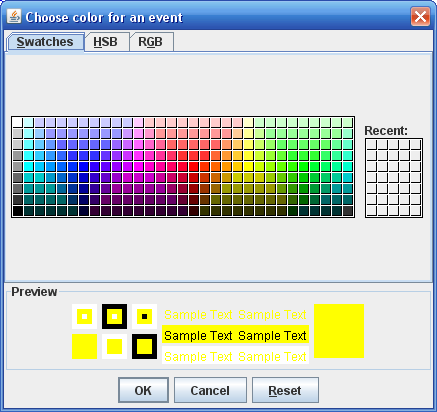 Choose color for an event
Swatches HSB RGB
Recent:
Preview
Sample Text Sample Text
Sample Text Sample Text
Sample Text Sample Text
OK Cancel Reset